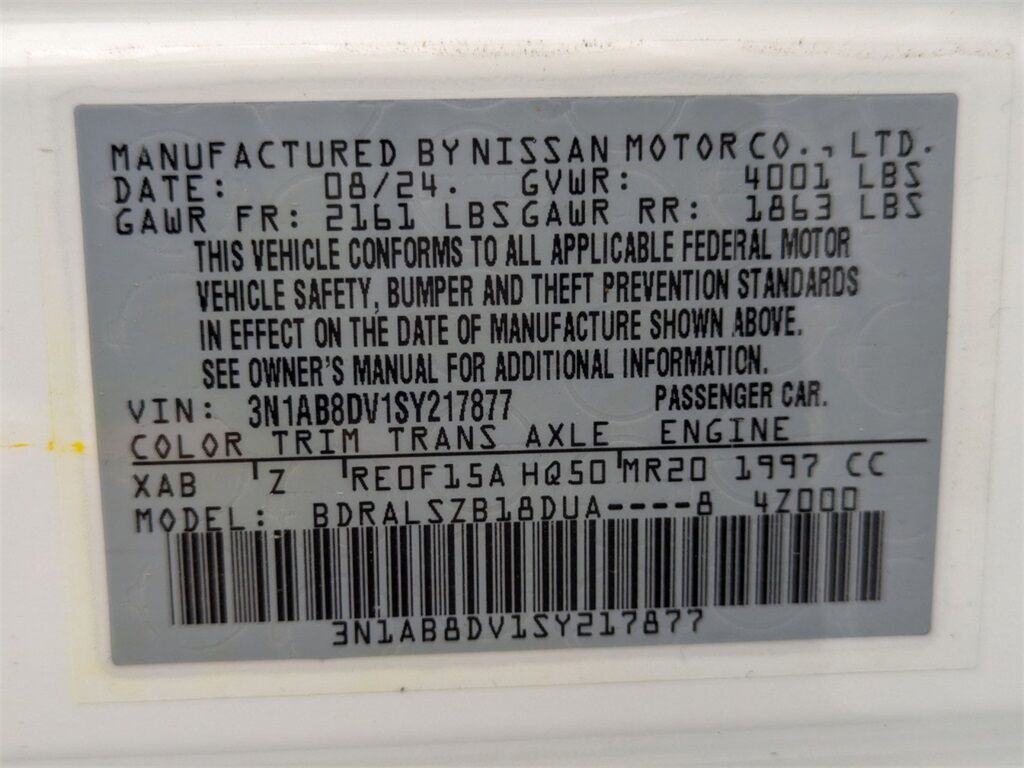 MANUFACTURED BY NISSAN MOTOR CO., LTD.
DATE: 08/24. GVWR: 4001 LBS
GAWR FR: 2161 LBS GAWR RR: 1863 LBS
THIS VEHICLE CONFORMS TO ALL APPLICABLE FEDERAL MOTOR
VEHICLE SAFETY, BUMPER AND THEFT PREVENTION STANDARDS
IN EFFECT ON THE DATE OF MANUFACTURE SHOWN ABOVE.
SEE OWNER'S MANUAL FOR ADDITIONAL INFORMATION.
VIN: 3N1AB8DV1SY217877 PASSENGER CAR.
COLOR TRIM TRANS AXLE ENGINE
XAB Z RE0F15A HQ50 MR20 1997 CC
MODEL: BDRALSZB18DUA----8 4Z000
3N1AB8DV1SY217877